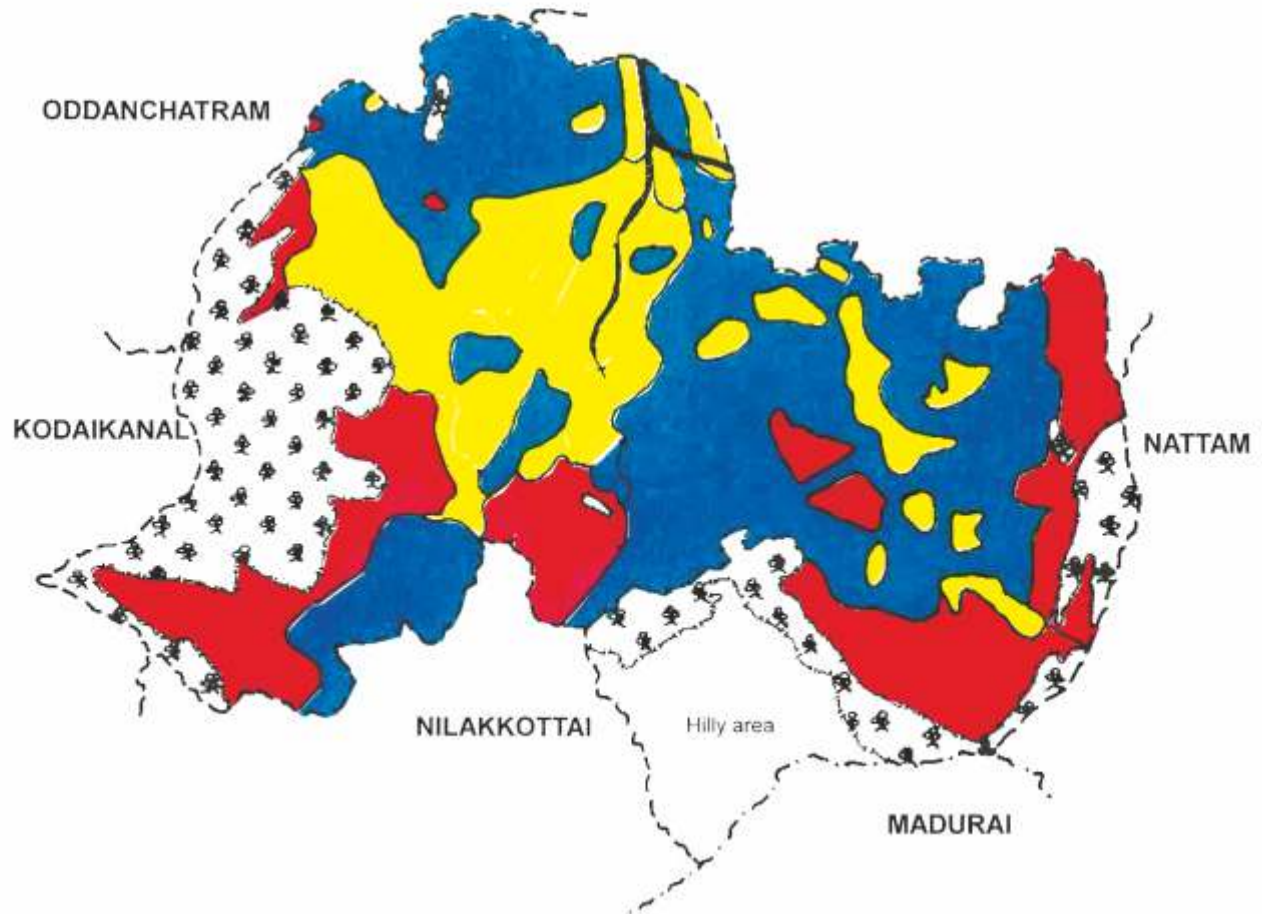 ODDANCHATRAM
KODAIKANAL
NATTAM
NILAKKOTTAI
Hilly area
MADURAI